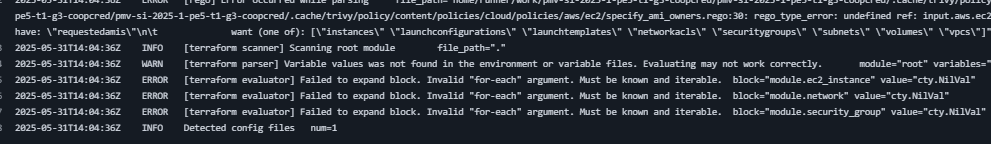 2025-05-31T14:04:36Z ERROR [rego] Error occurred while parsing file_path="home/runner/work/pmv-si-2025-1-pe5-t1-g3-coopcred/pmv-si-2025-1-pe5-t1-g3
pe5-t1-g3-coopcred/pmv-si-2025-1-pe5-t1-g3-coopcred/.cache/trivy/policy/content/policies/cloud/policies/aws/ec2/specify_ami_owners.rego:30: rego_type_error: undefined ref: input.aws.ec2
have: \"requestedamis\"\n\t want (one of): [\"instances\" \"launchconfigurations\" \"launchtemplates\" \"networkacls\" \"securitygroups\" \"subnets\" \"volumes\" \"vpcs\"]"
2025-05-31T14:04:36Z INFO [terraform scanner] Scanning root module file_path="."
2025-05-31T14:04:36Z WARN [terraform parser] Variable values was not found in the environment or variable files. Evaluating may not work correctly. module="root" variables="
2025-05-31T14:04:36Z ERROR [terraform evaluator] Failed to expand block. Invalid "for-each" argument. Must be known and iterable. block="module.ec2_instance" value="cty.NilVal"
2025-05-31T14:04:36Z ERROR [terraform evaluator] Failed to expand block. Invalid "for-each" argument. Must be known and iterable. block="module.network" value="cty.NilVal"
2025-05-31T14:04:36Z ERROR [terraform evaluator] Failed to expand block. Invalid "for-each" argument. Must be known and iterable. block="module.security_group" value="cty.NilVal"
2025-05-31T14:04:36Z INFO Detected config files num=1